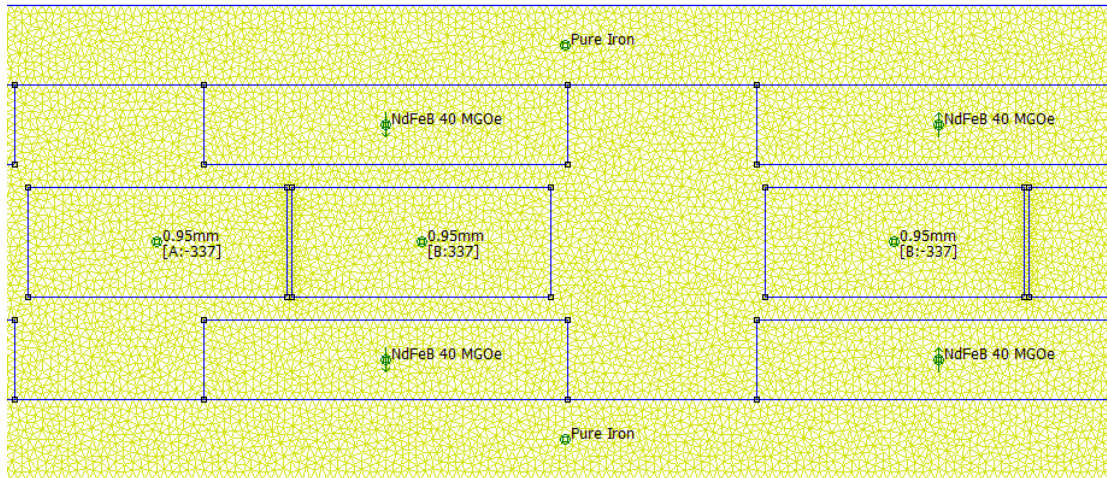 Pure Iron
NdFeB 40 MGOe
NdFeB 40 MGOe
0.95mm
[A:-337]
0.95mm
[B:337]
0.95mm
[B:-337]
NdFeB 40 MGOe
NdFeB 40 MGOe
Pure Iron